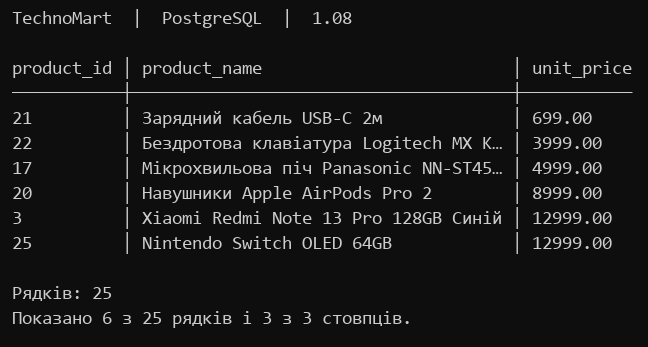 TechnoMart | PostgreSQL | 1.08
product_id | product_name | unit_price
21 | Зарядний кабель USB-C 2м | 699.00
22 | Бездротова клавіатура Logitech MX K… | 3999.00
17 | Мікрохвильова піч Panasonic NN-ST45… | 4999.00
20 | Навушники Apple AirPods Pro 2 | 8999.00
3 | Xiaomi Redmi Note 13 Pro 128GB Синій | 12999.00
25 | Nintendo Switch OLED 64GB | 12999.00
Рядків: 25
Показано 6 з 25 рядків і 3 з 3 стовпців.